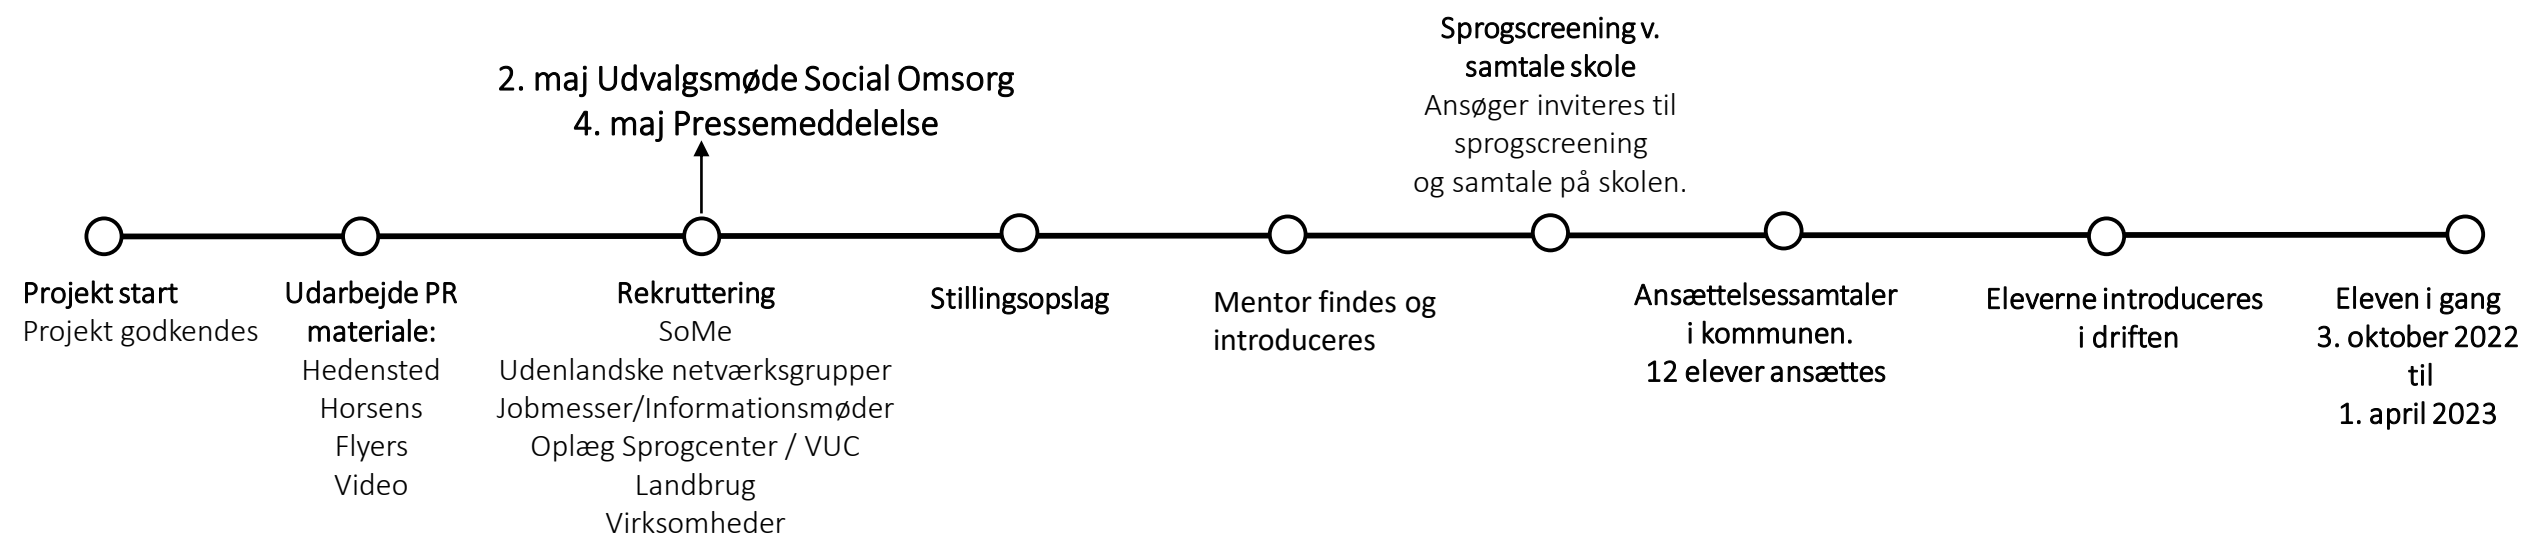 Sprogscreening v.
samtale skole
Ansøger inviteres til
sprogscreening
og samtale på skolen.
2. maj Udvalgsmøde Social Omsorg
4. maj Pressemeddelelse
Projekt start
Projekt godkendes
Udarbejde PR
materiale:
Hedensted
Horsens
Flyers
Video
Rekruttering
SoMe
Udenlandske netværksgrupper
Jobmesser/Informationsmøder
Oplæg Sprogcenter / VUC
Landbrug
Virksomheder
Stillingsopslag
Mentor findes og
introduceres
Ansættelsessamtaler
i kommunen.
12 elever ansættes
Eleverne introduceres
i driften
Eleven i gang
3. oktober 2022
til
1. april 2023